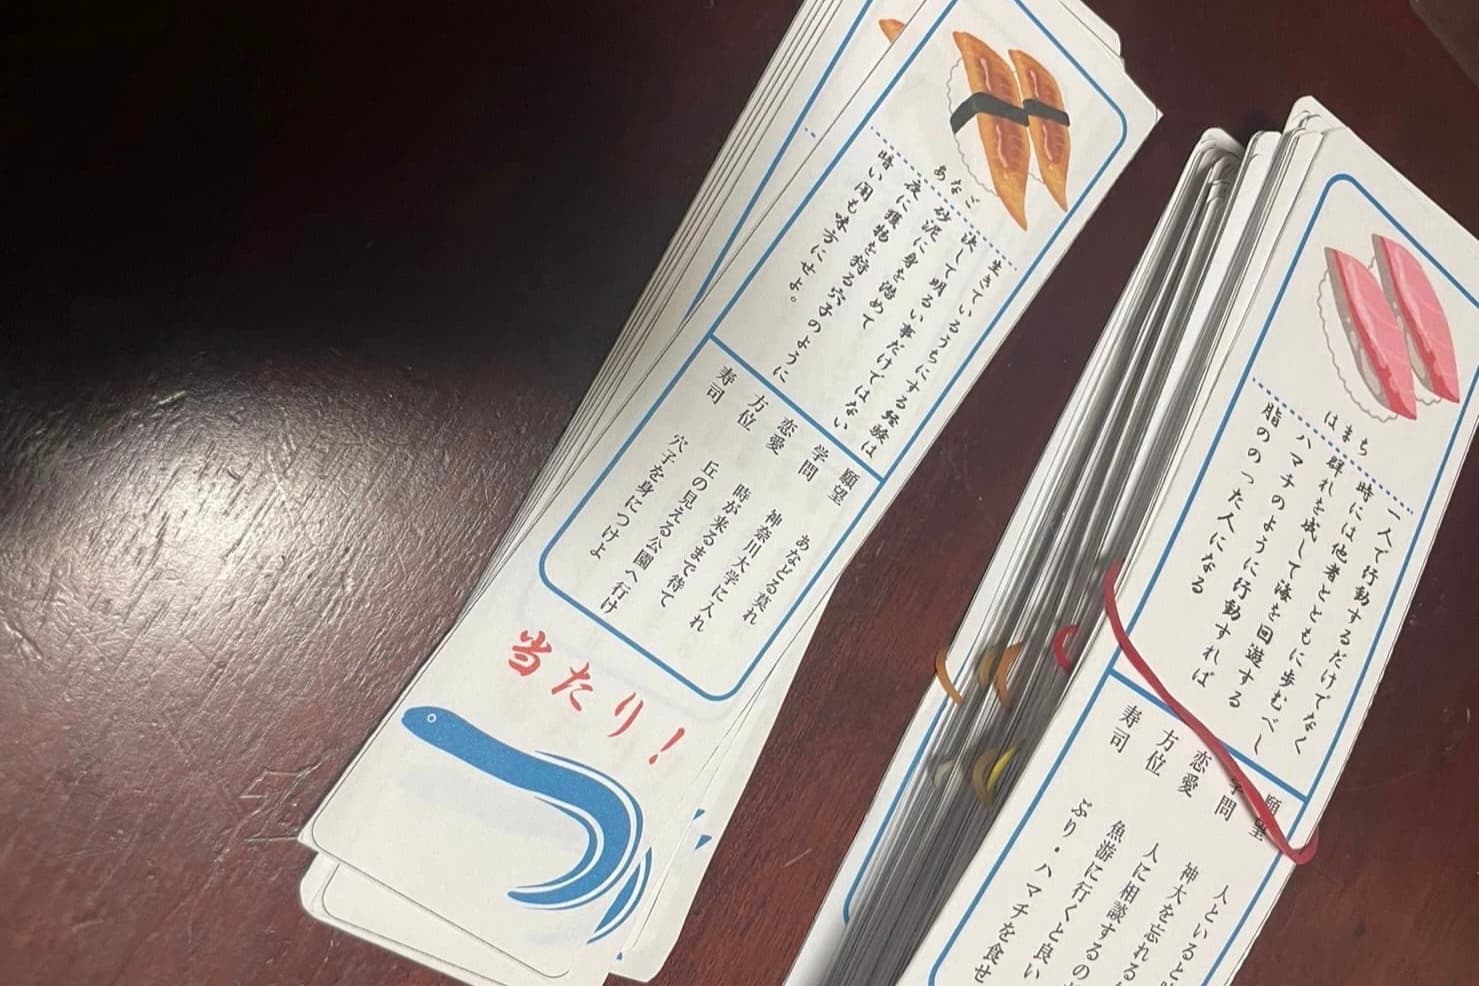 あなご
生きているうちにする経験は
決して明るい事だけではない
砂泥に身を潜めて
夜に獲物を狩る穴子のように
暗い闇も味方にせよ。
願望 あなどる莫れ
学問 神奈川大学に入れ
恋愛 時が来るまで待て
方位 丘の見える公園へ行け
寿司 穴子を身につけよ
当たり!
はまち
一人で行動するだけでなく
時には他者とともに歩むべし
群れを成して海を回遊する
ハマチのように行動すれば
脂ののった人になる
願望 人といると
学問 神大を忘れる
恋愛 人に相談するの
方位 魚游に行くと良い
寿司 ぶり・ハマチを食せ